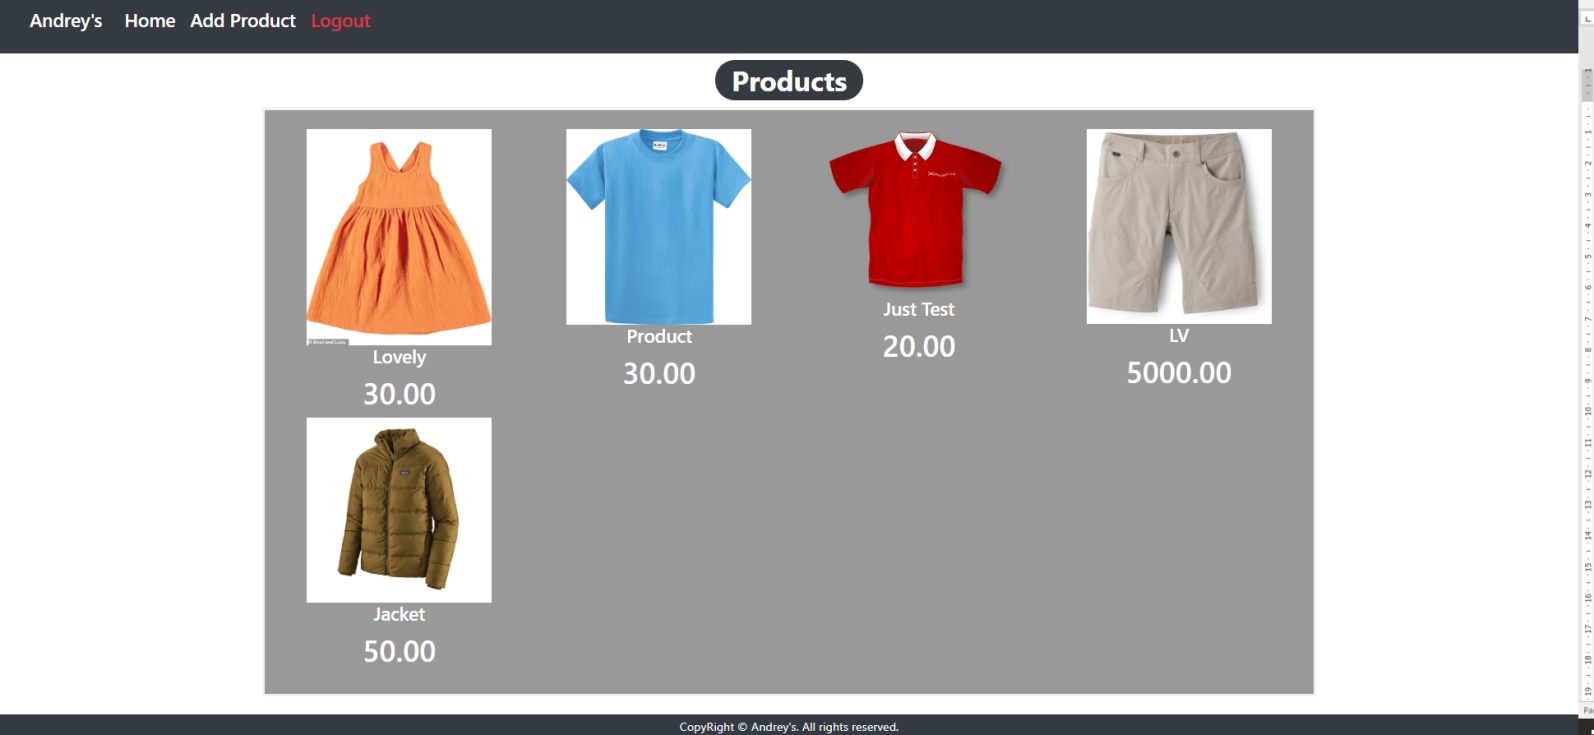 Andrey's Home Add Product Logout
Products
Lovely
30.00
Product
30.00
Just Test
20.00
LV
5000.00
Jacket
50.00
CopyRight © Andrey's. All rights reserved.